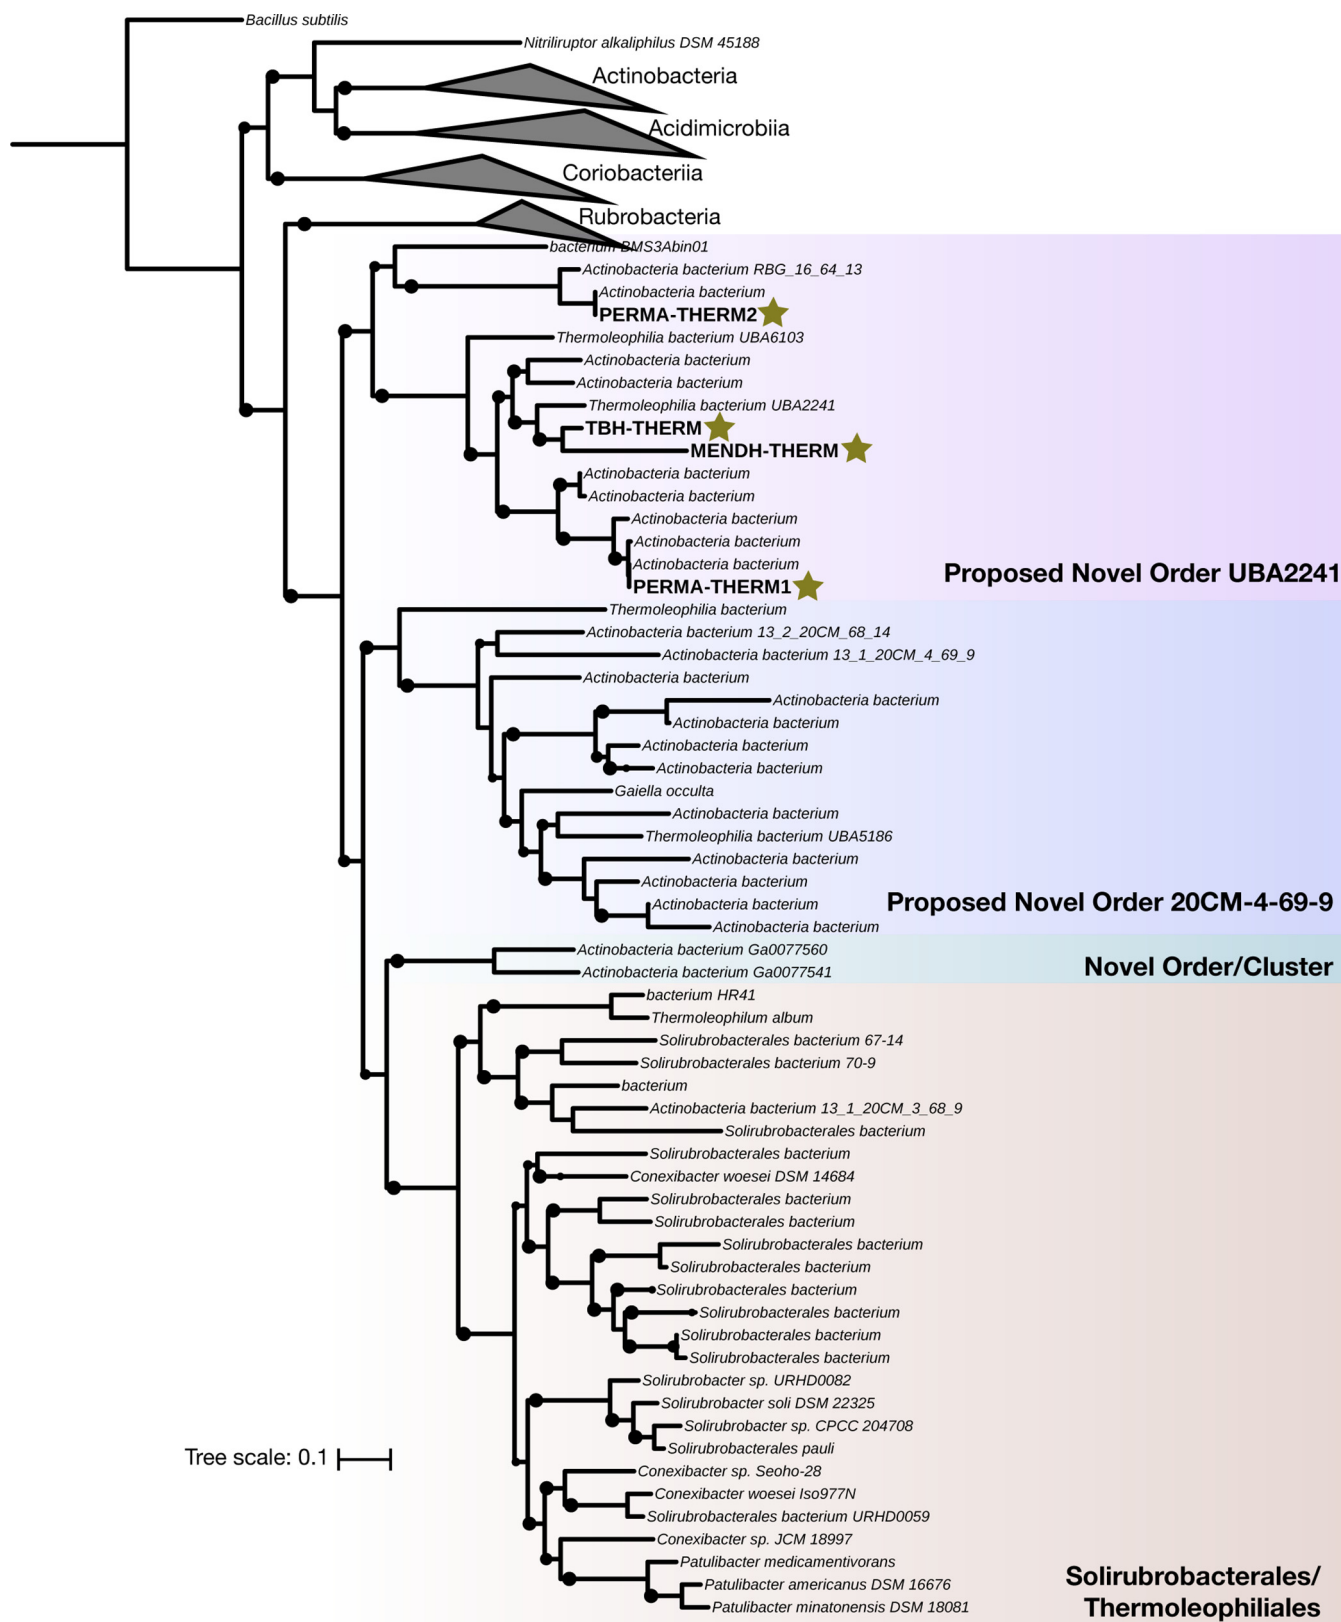 Bacillus subtilis
Nitriliruptor alkaliphilus DSM 45188
Actinobacteria
Acidimicrobiia
Coriobacteriia
Rubrobacteria
bacterium BMS3Abin01
Actinobacteria bacterium RBG_16_64_13
Actinobacteria bacterium
PERMA-THERM2
Thermoleophilia bacterium UBA6103
Actinobacteria bacterium
Actinobacteria bacterium
Thermoleophilia bacterium UBA2241
TBH-THERM
MENDH-THERM
Actinobacteria bacterium
Actinobacteria bacterium
Actinobacteria bacterium
Actinobacteria bacterium
Actinobacteria bacterium
Proposed Novel Order UBA2241
PERMA-THERM1
Thermoleophilia bacterium
Actinobacteria bacterium 13_2_20CM_68_14
Actinobacteria bacterium 13_1_20CM_4_69_9
Actinobacteria bacterium
Actinobacteria bacterium
Actinobacteria bacterium
Actinobacteria bacterium
Actinobacteria bacterium
Gaiella occulta
Actinobacteria bacterium
Thermoleophilia bacterium UBA5186
Actinobacteria bacterium
Actinobacteria bacterium
Actinobacteria bacterium
Proposed Novel Order 20CM-4-69-9
Actinobacteria bacterium
Actinobacteria bacterium Ga0077560
Actinobacteria bacterium Ga0077541
Novel Order/Cluster
bacterium HR41
Thermoleophilum album
Solirubrobacterales bacterium 67-14
Solirubrobacterales bacterium 70-9
bacterium
Actinobacteria bacterium 13_1_20CM_3_68_9
Solirubrobacterales bacterium
Solirubrobacterales bacterium
Conexibacter woesei DSM 14684
Solirubrobacterales bacterium
Solirubrobacterales bacterium
Solirubrobacterales bacterium
Solirubrobacterales bacterium
Solirubrobacterales bacterium
Solirubrobacterales bacterium
Solirubrobacterales bacterium
Solirubrobacterales bacterium
Solirubrobacter sp. URHD0082
Solirubrobacter soli DSM 22325
Solirubrobacter sp. CPCC 204708
Solirubrobacterales pauli
Tree scale: 0.1
Conexibacter sp. Seoho-28
Conexibacter woesei Iso977N
Solirubrobacterales bacterium URHD0059
Conexibacter sp. JCM 18997
Patulibacter medicamentivorans
Patulibacter americanus DSM 16676
Patulibacter minatonensis DSM 18081
Solirubrobacterales/
Thermoleophiliales